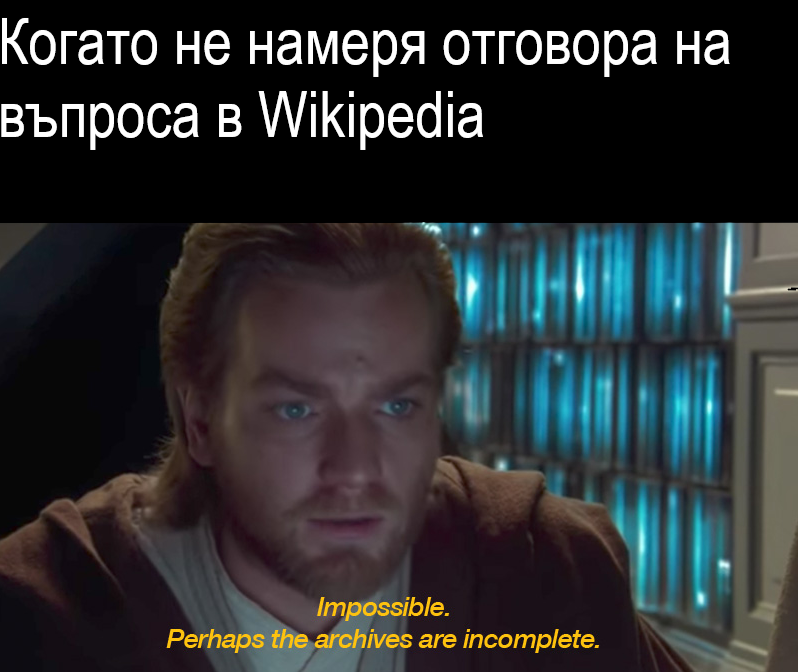 Когато не намеря отговора на
въпроса в Wikipedia
Impossible.
Perhaps the archives are incomplete.